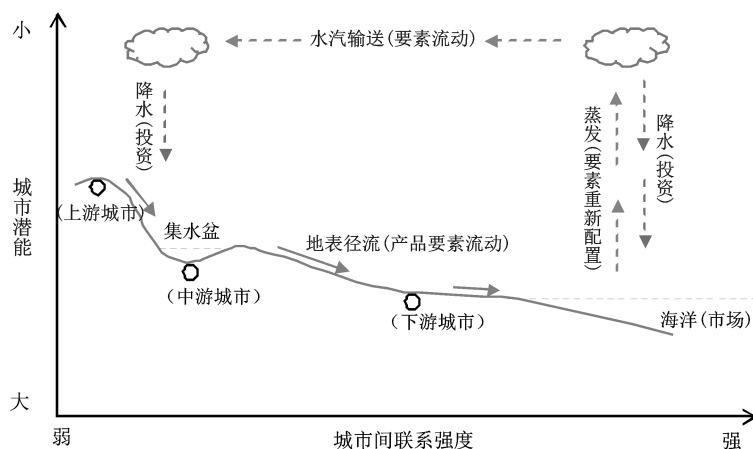 小
水汽输送(要素流动)
降水(投资)
蒸发(要素重新配置)
降水(投资)
城市潜能
(上游城市)
集水盆
地表径流(产品要素流动)
(中游城市)
(下游城市)
海洋(市场)
大
弱
城市间联系强度
强